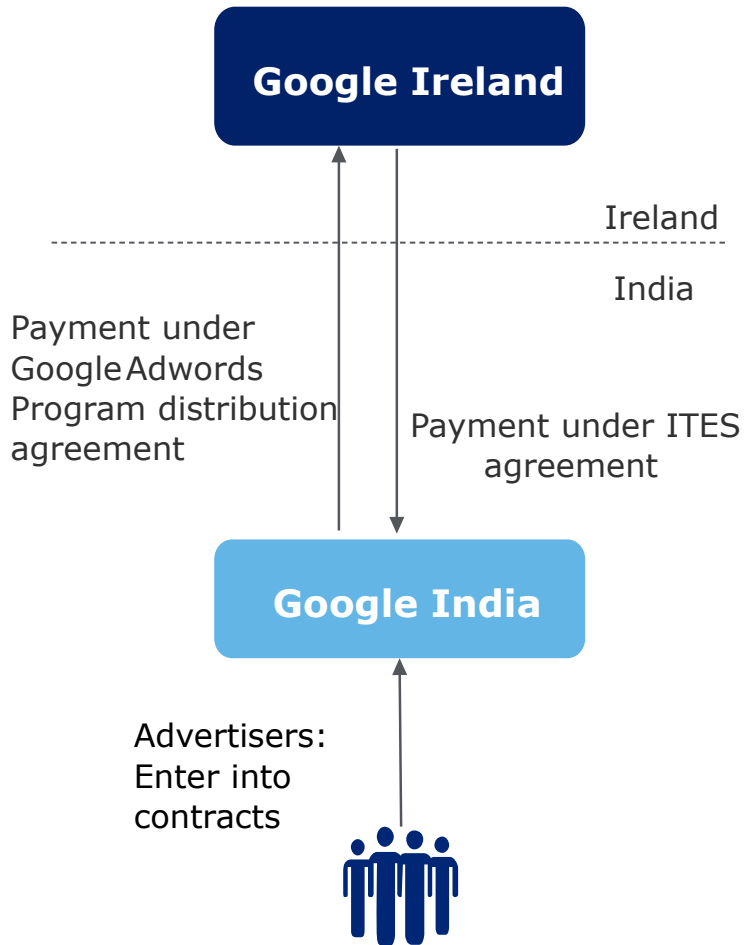 Google Ireland
Ireland
India
Payment under
Google Adwords
Program distribution
agreement
Payment under ITES
agreement
Google India
Advertisers:
Enter into
contracts